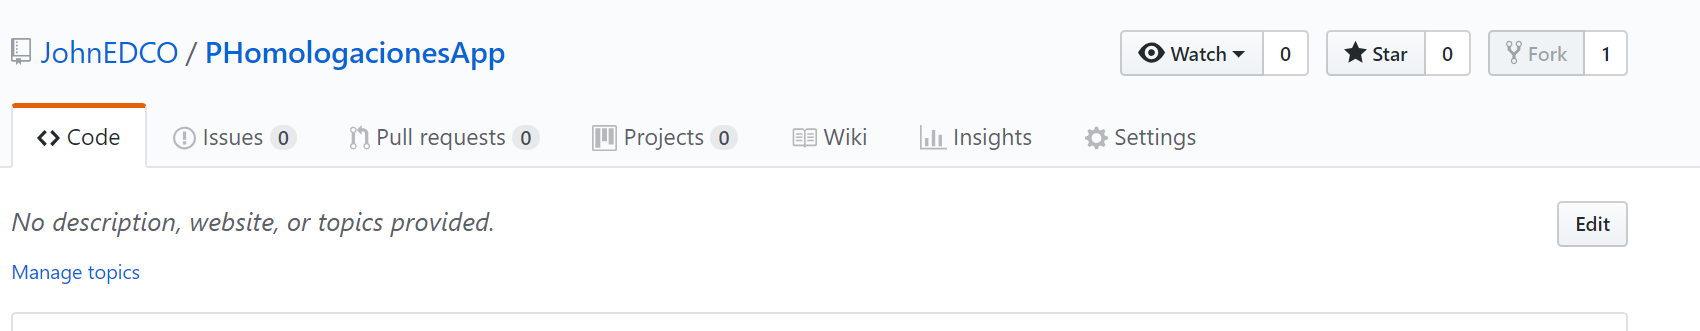 JohnEDCO / PHomologacionesApp Watch 0 Star 0 Fork 1
Code Issues 0 Pull requests 0 Projects 0 Wiki Insights Settings
No description, website, or topics provided. Edit
Manage topics